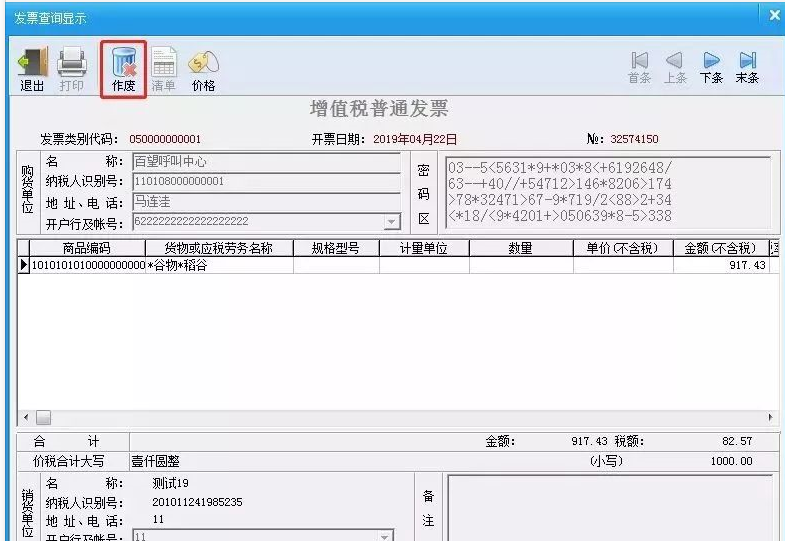 发票查询显示
退出 打印 作废 清单 价格 首条 上条 下条 末条
增值税普通发票
发票类别代码： 050000000001 开票日期： 2019年04月22日 №： 32574150
购货单位
名 称： 百望呼叫中心
纳税人识别号： 110108000000001
地 址、电 话： 马连洼
开户行及帐号： 6222222222222222222
密码区
03--5<5631*9+*03*8<+6192648/
63--+40//+54712>146*8206>174
>78*32471>67-9*719/2<88>2+34
<*18/<9*4201+>050639*8-5>338
商品编码 货物或应税劳务名称 规格型号 计量单位 数量 单价(不含税) 金额(不含税)
1010101010000000000 *谷物*稻谷 917.43
合 计 金额： 917.43 税额： 82.57
价税合计大写 壹仟圆整 (小写) 1000.00
销货单位
名 称： 测试19
纳税人识别号： 201011241985235
地 址、电 话： 11
开户行及帐号： 11
备注